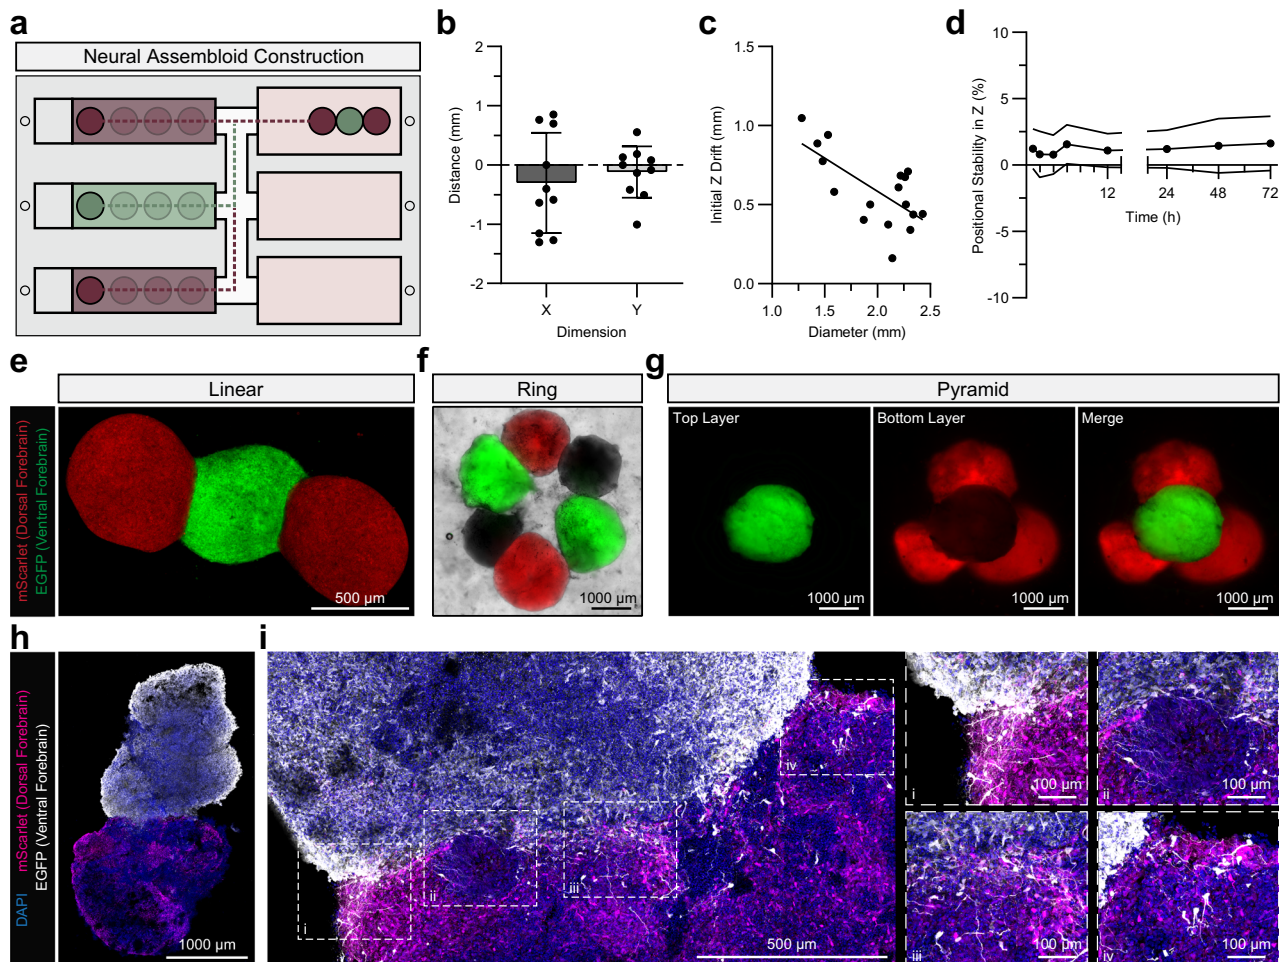 a
Neural Assembloid Construction
b
2
1
0
-1
-2
Distance (mm)
X
Y
Dimension
c
1.5
1.0
0.5
0.0
Initial Z Drift (mm)
1.0
1.5
2.0
2.5
Diameter (mm)
d
10
5
0
-5
-10
Positional Stability in Z (%)
12
24
48
72
Time (h)
e
Linear
mScarlet (Dorsal Forebrain)
EGFP (Ventral Forebrain)
500 µm
f
Ring
1000 µm
g
Pyramid
Top Layer
1000 µm
Bottom Layer
1000 µm
Merge
1000 µm
h
DAPI mScarlet (Dorsal Forebrain)
EGFP (Ventral Forebrain)
1000 µm
i
i
ii
iii
iv
500 µm
i
100 µm
ii
100 µm
iii
100 µm
iv
100 µm